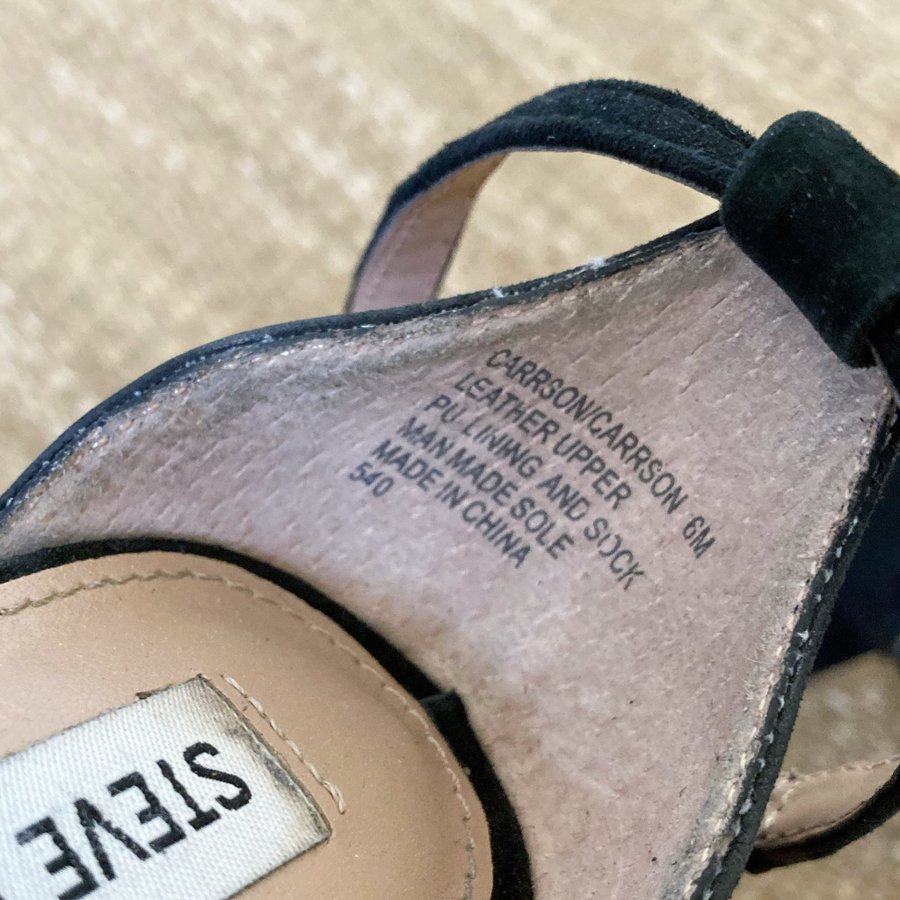 CARRSON/CARRSON 6M
LEATHER UPPER
PU LINING AND SOCK
MAN MADE SOLE
MADE IN CHINA
540
STEVE